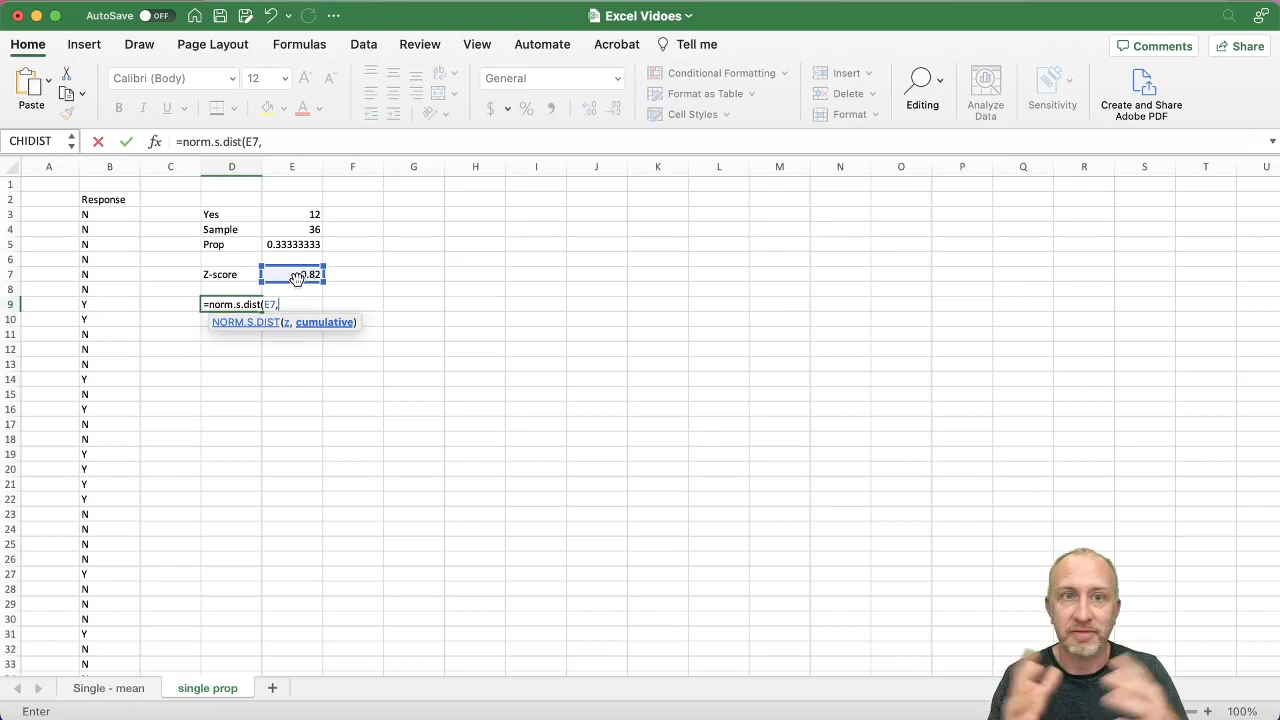 AutoSave OFF
Excel Vidoes
Home Insert Draw Page Layout Formulas Data Review View Automate Acrobat Tell me
Comments Share
Paste
Calibri (Body) 12
B I U
ab
General
$ % 9
Conditional Formatting
Format as Table
Cell Styles
Insert
Delete
Format
Editing
Analyze Data
Sensitivity
Create and Share Adobe PDF
CHIDIST fx =norm.s.dist(E7,
A B C D E F G H I J K L M N O P Q R S T U
1
2 Response
3 N Yes 12
4 N Sample 36
5 N Prop 0.33333333
6 N
7 N Z-score 0.82
8 N
9 Y =norm.s.dist(E7,
10 Y NORM.S.DIST(z, cumulative)
11 N
12 N
13 N
14 Y
15 N
16 Y
17 N
18 N
19 Y
20 Y
21 Y
22 Y
23 N
24 N
25 N
26 N
27 Y
28 N
29 N
30 N
31 Y
32 N
33 N
Single - mean single prop
Enter 100%